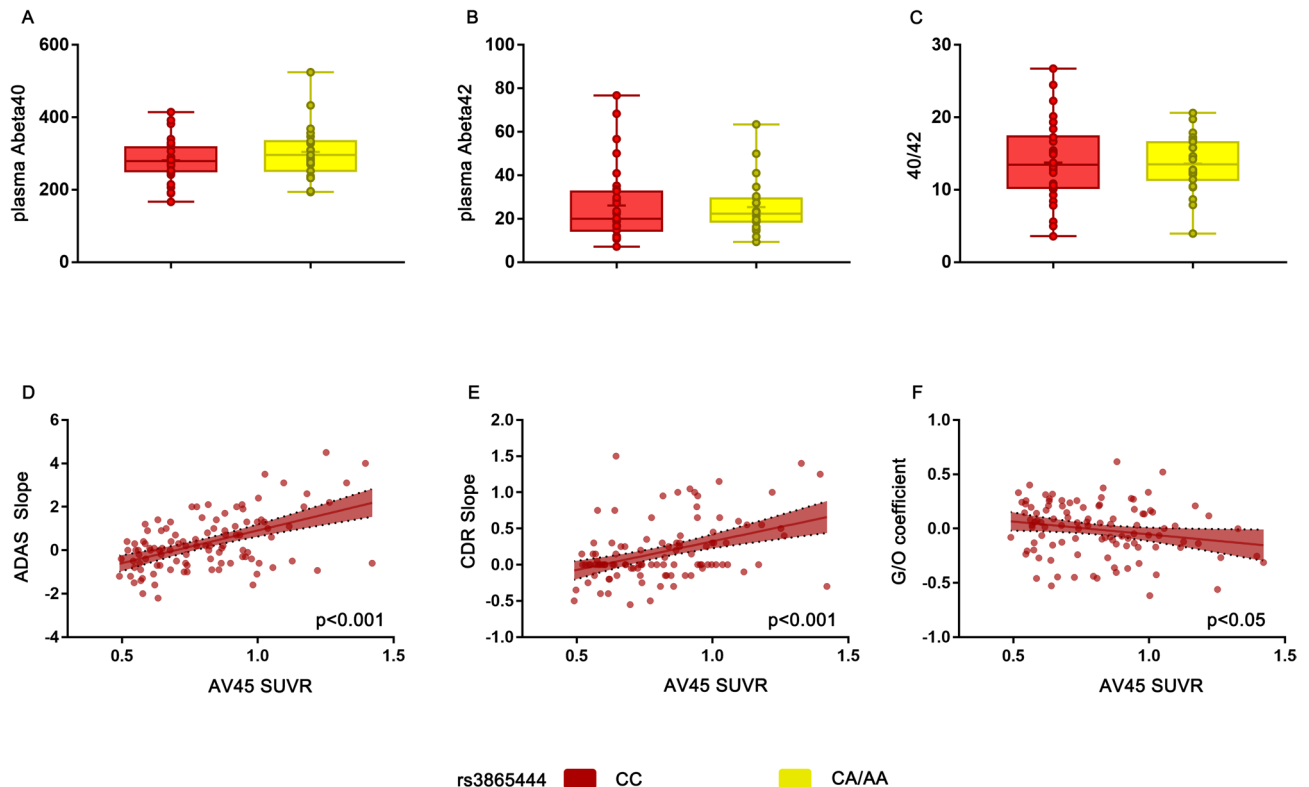 A
plasma Abeta40
600
400
200
0
B
plasma Abeta42
100
80
60
40
20
0
C
40/42
30
20
10
0
D
ADAS Slope
6
4
2
0
-2
-4
p<0.001
0.5
1.0
1.5
AV45 SUVR
E
CDR Slope
2.0
1.5
1.0
0.5
0.0
-0.5
-1.0
p<0.001
0.5
1.0
1.5
AV45 SUVR
F
G/O coefficient
1.0
0.5
0.0
-0.5
-1.0
p<0.05
0.5
1.0
1.5
AV45 SUVR
rs3865444 CC CA/AA